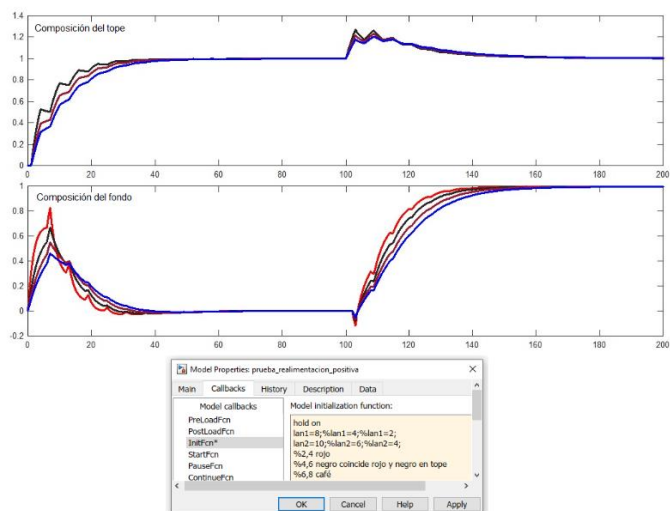 Composición del tope
1.4
1.2
1
0.8
0.6
0.4
0.2
0
0 20 40 60 80 100 120 140 160 180 200
Composición del fondo
1
0.8
0.6
0.4
0.2
0
-0.2
0 20 40 60 80 100 120 140 160 180 200
Model Properties: prueba_realimentacion_positiva
Main Callbacks History Description Data
Model callbacks
PreLoadFcn
PostLoadFcn
InitFcn*
StartFcn
PauseFcn
ContinueFcn
Model initialization function:
hold on
lan1=8;%lan1=4;%lan1=2;
lan2=10;%lan2=6;%lan2=4;
%2,4 rojo
%4,6 negro coincide rojo y negro en tope
%6,8 café
OK Cancel Help Apply